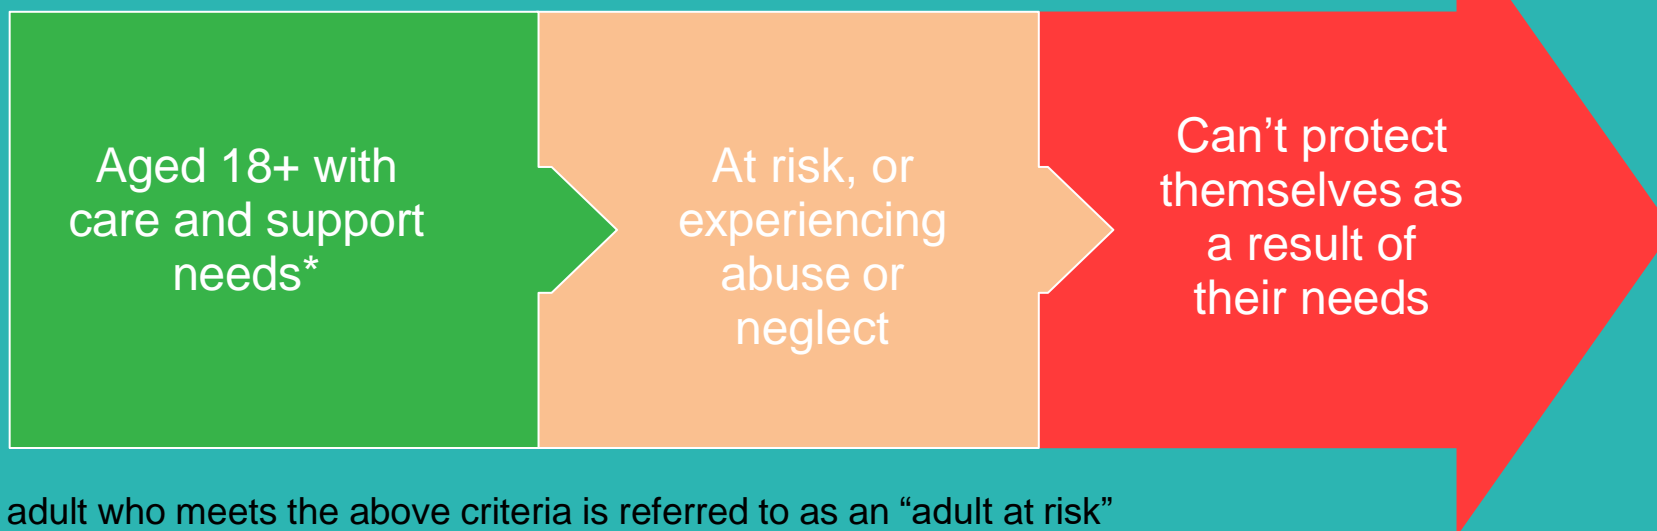 Aged 18+ with
care and support
needs*
At risk, or
experiencing
abuse or
neglect
Can’t protect
themselves as
a result of
their needs
adult who meets the above criteria is referred to as an “adult at risk”